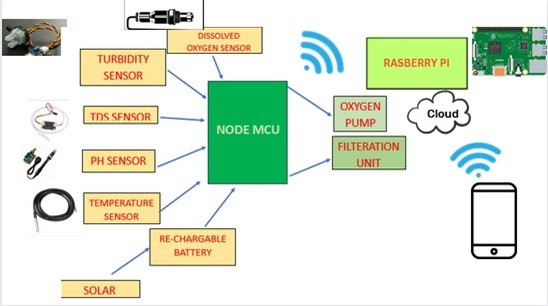 DISSOLVED
OXYGEN SENSOR
TURBIDITY
SENSOR
RASBERRY PI
TDS SENSOR
NODE MCU
OXYGEN
PUMP
Cloud
PH SENSOR
FILTERATION
UNIT
TEMPERATURE
SENSOR
RE-CHARGABLE
BATTERY
SOLAR